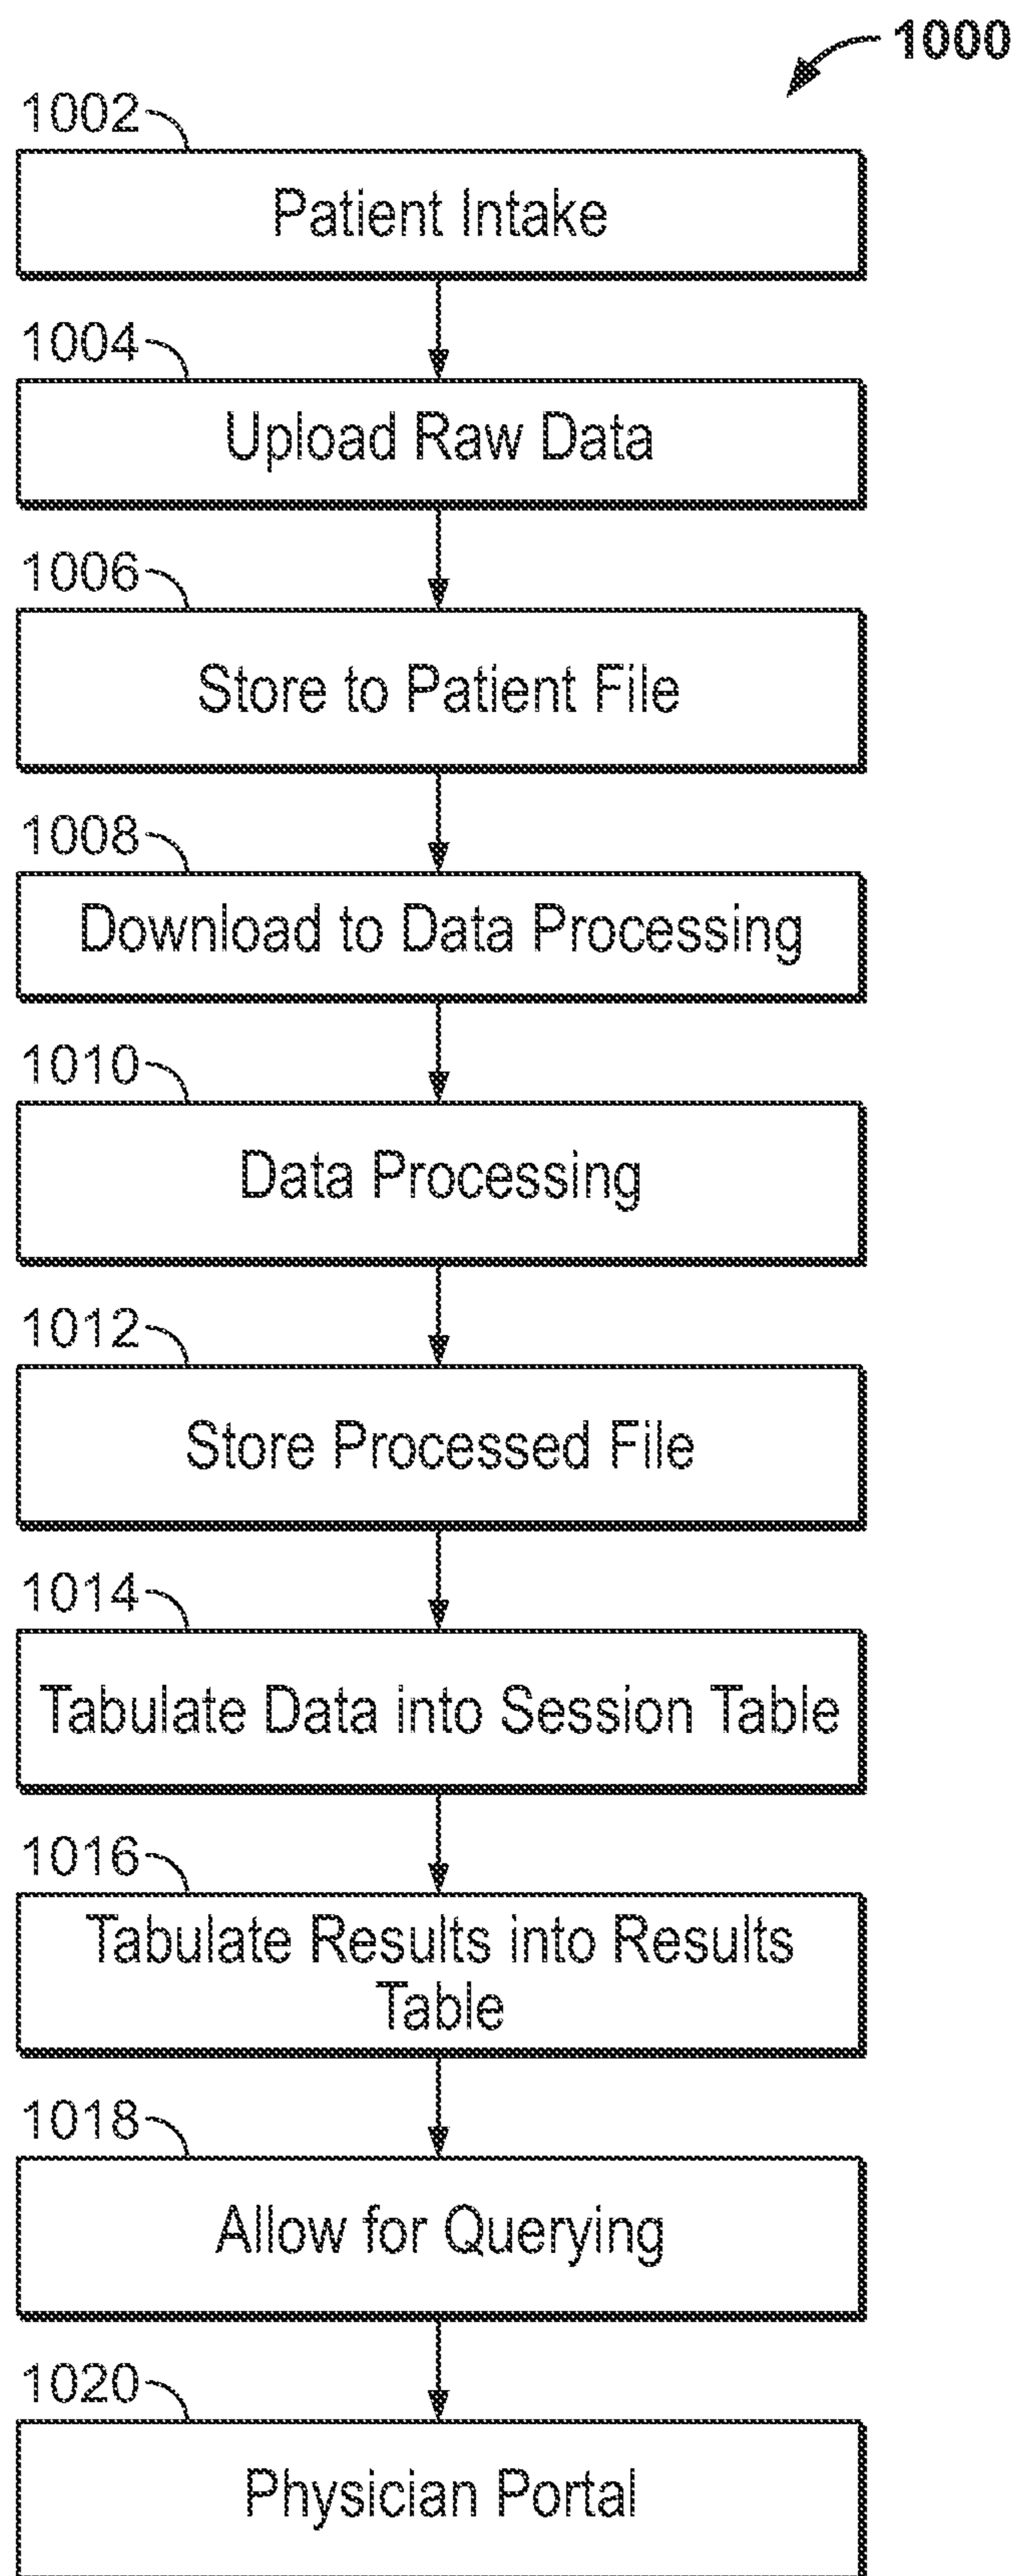 1000
1002
Patient Intake
1004
Upload Raw Data
1006
Store to Patient File
1008
Download to Data Processing
1010
Data Processing
1012
Store Processed File
1014
Tabulate Data into Session Table
1016
Tabulate Results into Results
Table
1018
Allow for Querying
1020
Physician Portal